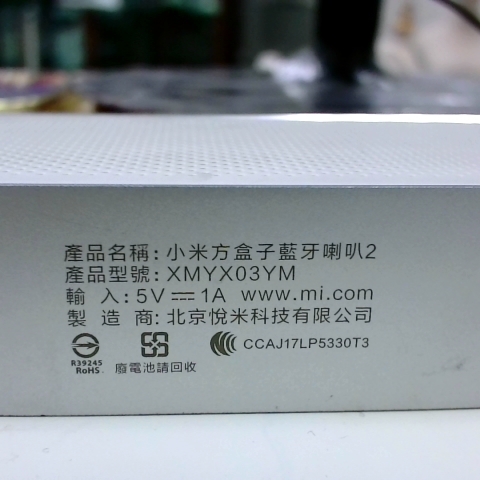 產品名稱: 小米方盒子藍牙喇叭2
產品型號: XMYX03YM
輸 入: 5V⎓1A www.mi.com
製 造 商: 北京悅米科技有限公司
R39245
RoHS
廢電池請回收
CCAJ17LP5330T3